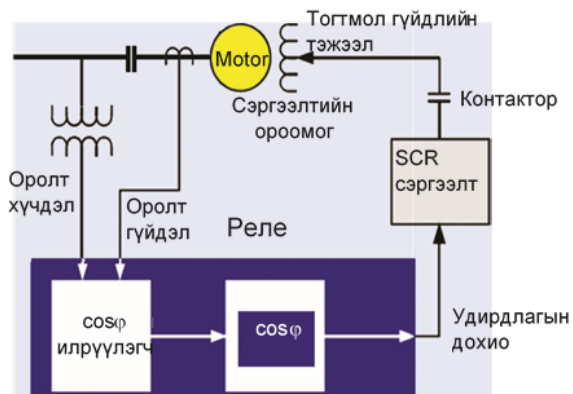 Тогтмол гүйдлийн
тэжээл
Motor
Сэргээлтийн
ороомог
Контактор
SCR
сэргээлт
Оролт
хүчдэл
Оролт
гүйдэл
Реле
cosφ
илрүүлэгч
cosφ
Удирдлагын
дохио